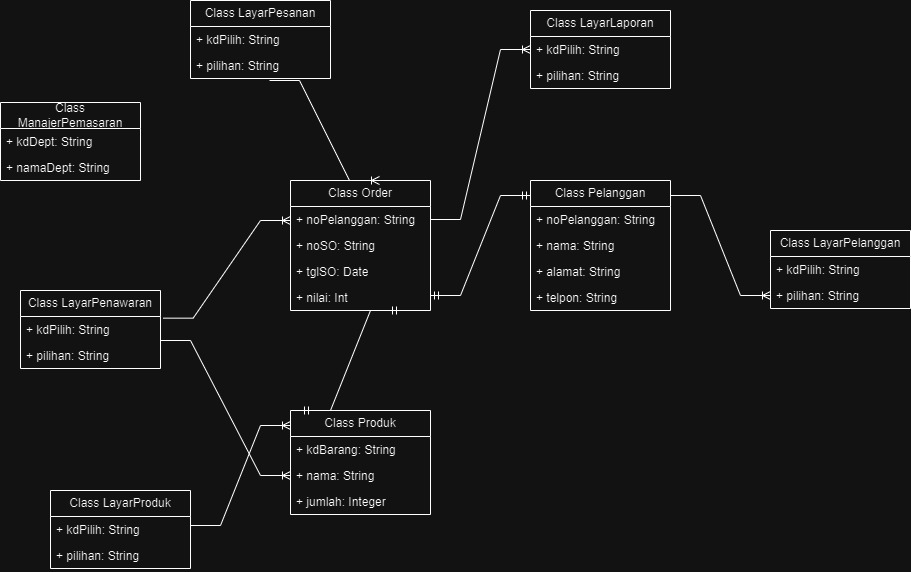 Class LayarPesanan
+ kdPilih: String
+ pilihan: String
Class LayarLaporan
+ kdPilih: String
+ pilihan: String
Class
ManajerPemasaran
+ kdDept: String
+ namaDept: String
Class Order
+ noPelanggan: String
+ noSO: String
+ tglSO: Date
+ nilai: Int
Class Pelanggan
+ noPelanggan: String
+ nama: String
+ alamat: String
+ telpon: String
Class LayarPelanggan
+ kdPilih: String
+ pilihan: String
Class LayarPenawaran
+ kdPilih: String
+ pilihan: String
Class Produk
+ kdBarang: String
+ nama: String
+ jumlah: Integer
Class LayarProduk
+ kdPilih: String
+ pilihan: String